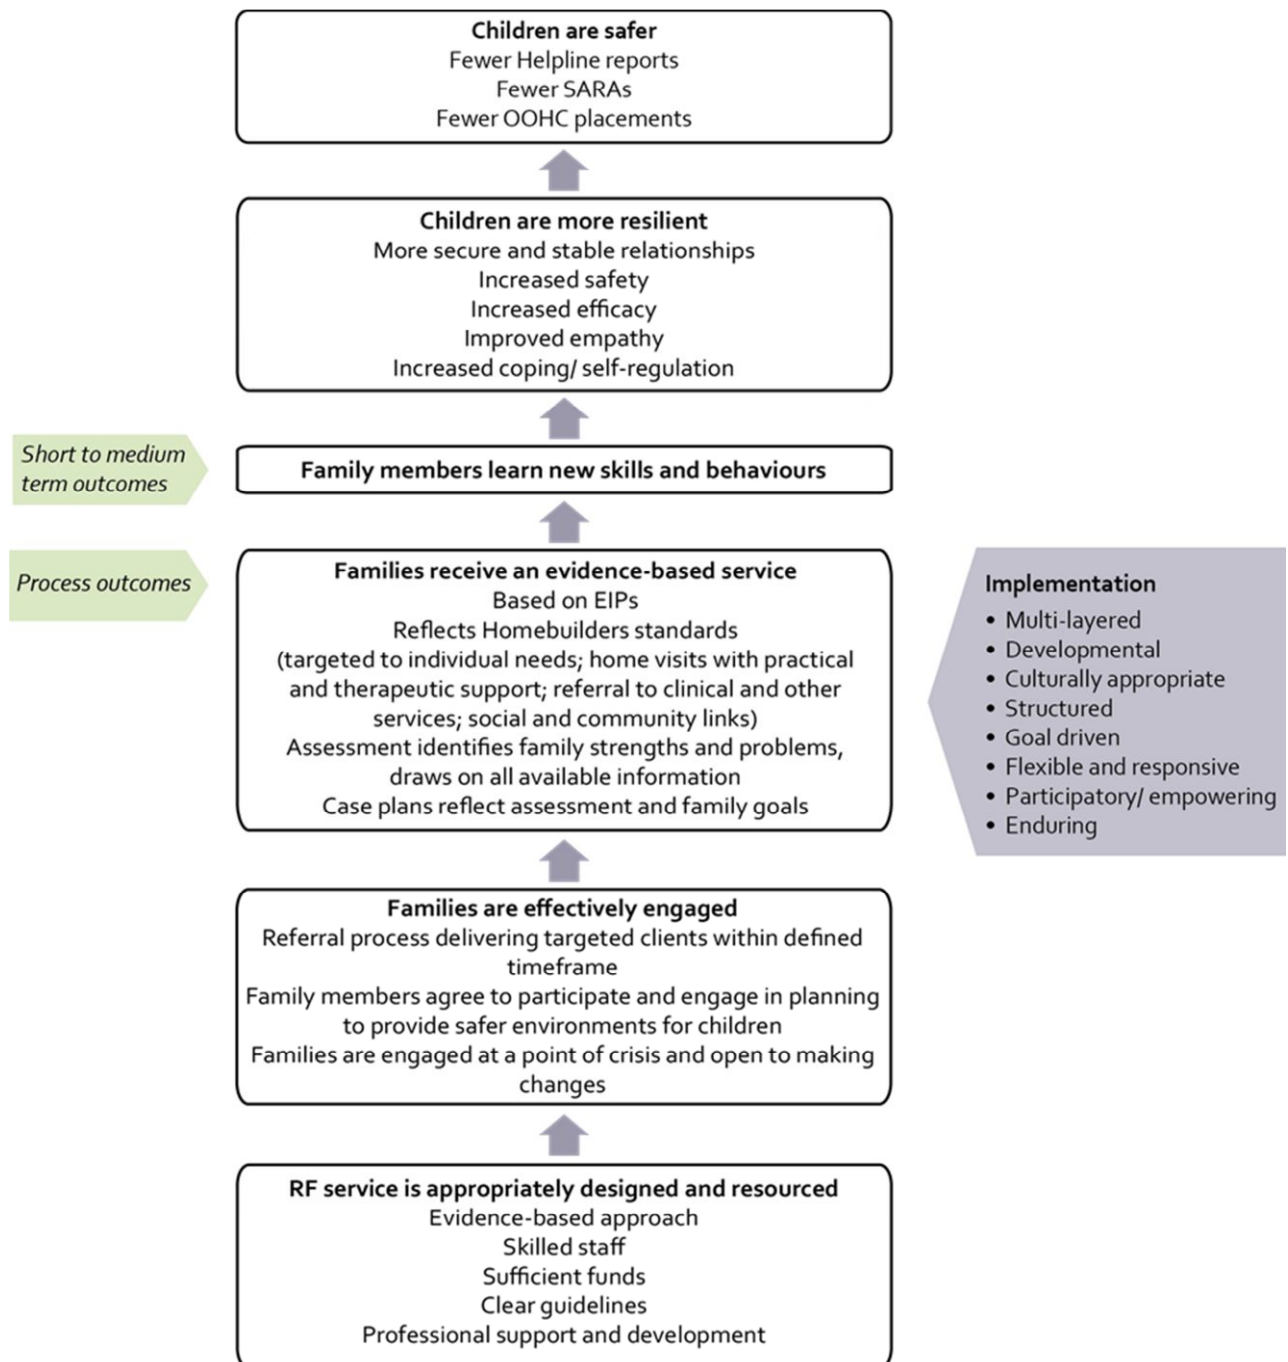 Children are safer
Fewer Helpline reports
Fewer SARAs
Fewer OOHC placements
Children are more resilient
More secure and stable relationships
Increased safety
Increased efficacy
Improved empathy
Increased coping/ self-regulation
Short to medium
term outcomes
Family members learn new skills and behaviours
Process outcomes
Families receive an evidence-based service
Based on EIPs
Reflects Homebuilders standards
(targeted to individual needs; home visits with practical
and therapeutic support; referral to clinical and other
services; social and community links)
Assessment identifies family strengths and problems,
draws on all available information
Case plans reflect assessment and family goals
Implementation
• Multi-layered
• Developmental
• Culturally appropriate
• Structured
• Goal driven
• Flexible and responsive
• Participatory/ empowering
• Enduring
Families are effectively engaged
Referral process delivering targeted clients within defined
timeframe
Family members agree to participate and engage in planning
to provide safer environments for children
Families are engaged at a point of crisis and open to making
changes
RF service is appropriately designed and resourced
Evidence-based approach
Skilled staff
Sufficient funds
Clear guidelines
Professional support and development